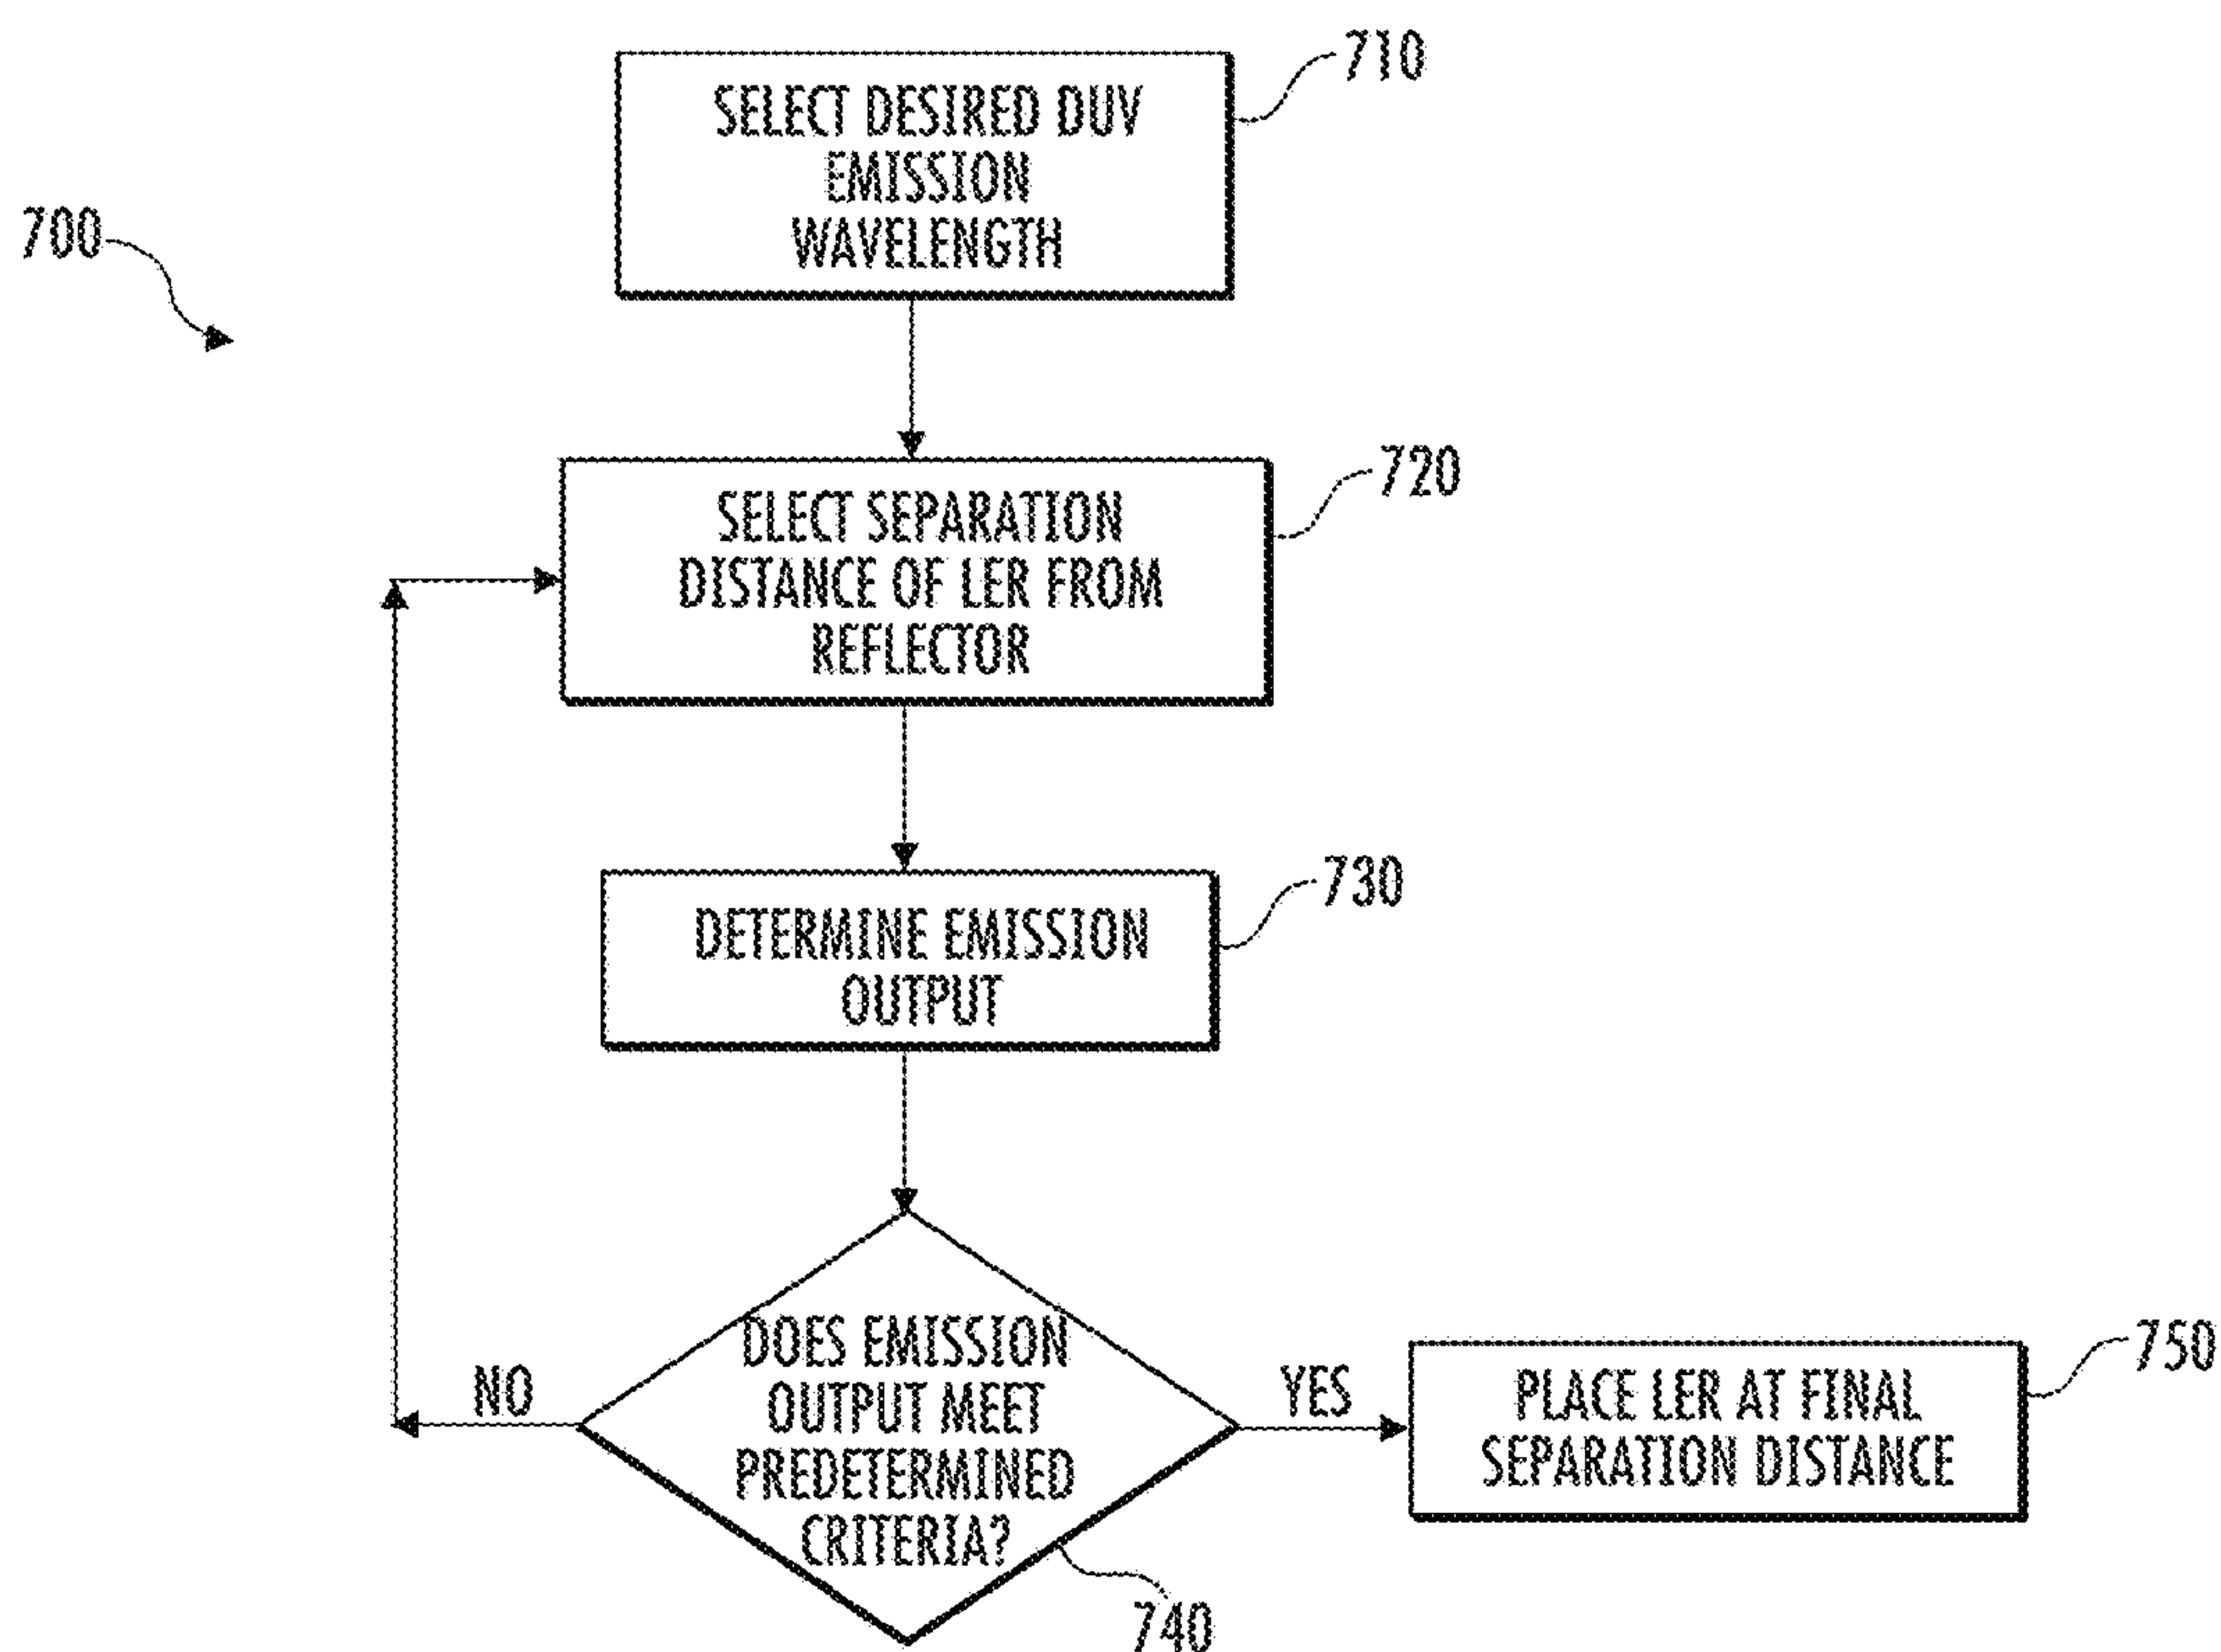 710
SELECT DESIRED DUV
EMISSION
WAVELENGTH
700
720
SELECT SEPARATION
DISTANCE OF LER FROM
REFLECTOR
730
DETERMINE EMISSION
OUTPUT
DOES EMISSION
OUTPUT MEET
PREDETERMINED
CRITERIA?
NO
YES
750
PLACE LER AT FINAL
SEPARATION DISTANCE
740